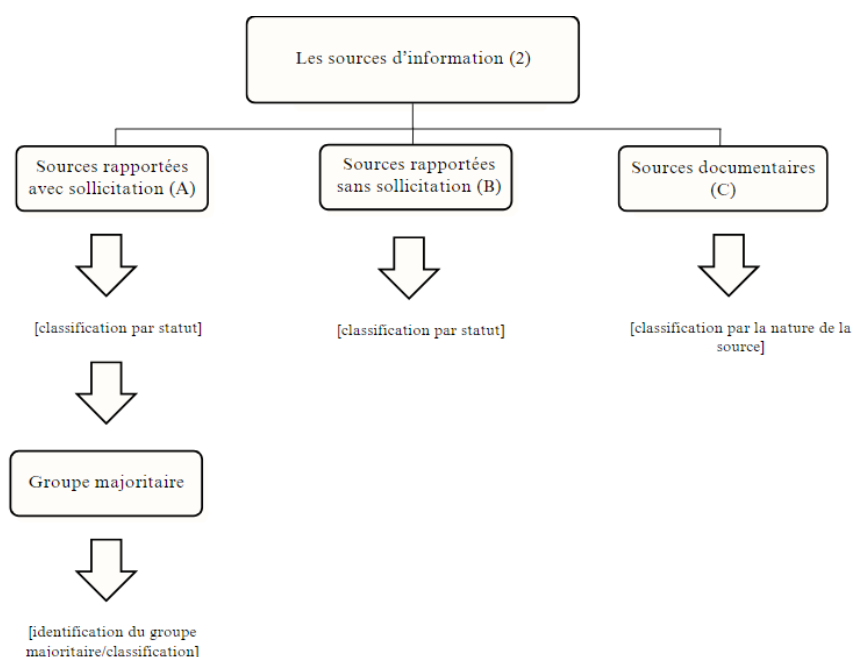 Les sources d’information (2)
Sources rapportées
avec sollicitation (A)
Sources rapportées
sans sollicitation (B)
Sources documentaires
(C)
[classification par statut]
[classification par statut]
[classification par la nature de la
source]
Groupe majoritaire
[identification du groupe
majoritaire/classification]